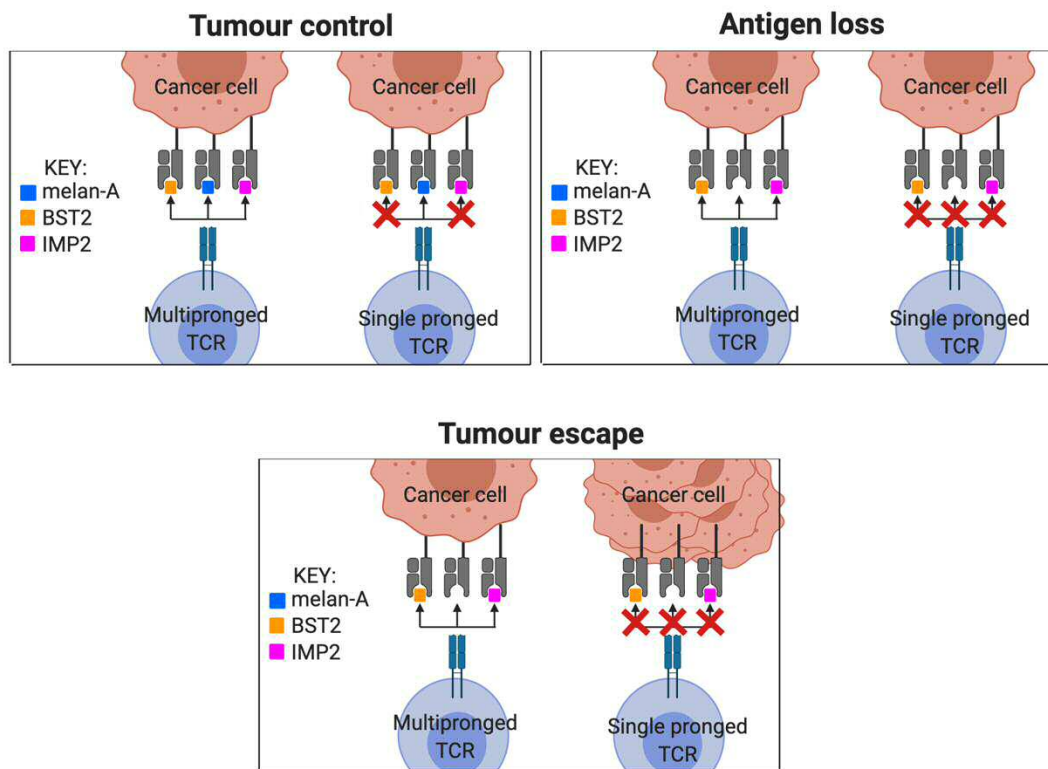 Tumour control
Cancer cell
Cancer cell
KEY:
melan-A
BST2
IMP2
Multipronged
TCR
Single pronged
TCR
Antigen loss
Cancer cell
Cancer cell
KEY:
melan-A
BST2
IMP2
Multipronged
TCR
Single pronged
TCR
Tumour escape
Cancer cell
Cancer cell
KEY:
melan-A
BST2
IMP2
Multipronged
TCR
Single pronged
TCR